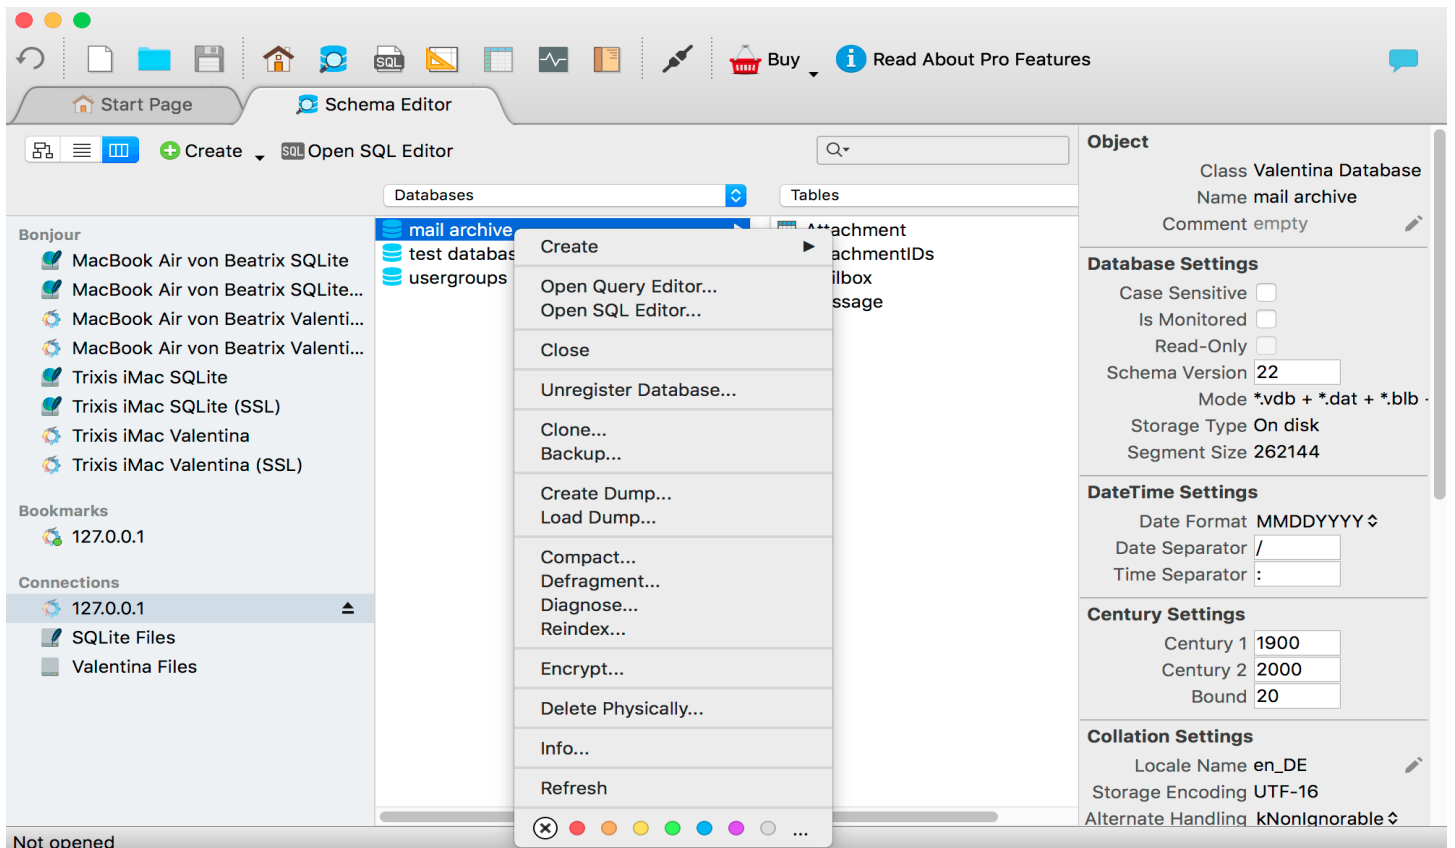 SQL
Buy
Read About Pro Features
Start Page
Schema Editor
Create
SQL Open SQL Editor
Databases
Tables
Bonjour
MacBook Air von Beatrix SQLite
MacBook Air von Beatrix SQLite...
MacBook Air von Beatrix Valenti...
MacBook Air von Beatrix Valenti...
Trixis iMac SQLite
Trixis iMac SQLite (SSL)
Trixis iMac Valentina
Trixis iMac Valentina (SSL)
Bookmarks
127.0.0.1
Connections
127.0.0.1
SQLite Files
Valentina Files
Not opened
mail archive
test databas
usergroups
Create
Open Query Editor...
Open SQL Editor...
Close
Unregister Database...
Clone...
Backup...
Create Dump...
Load Dump...
Compact...
Defragment...
Diagnose...
Reindex...
Encrypt...
Delete Physically...
Info...
Refresh
...
Attachment
achmentIDs
ilbox
ssage
Object
Class Valentina Database
Name mail archive
Comment empty
Database Settings
Case Sensitive
Is Monitored
Read-Only
Schema Version 22
Mode *.vdb + *.dat + *.blb -
Storage Type On disk
Segment Size 262144
DateTime Settings
Date Format MMDDYYYY
Date Separator /
Time Separator :
Century Settings
Century 1 1900
Century 2 2000
Bound 20
Collation Settings
Locale Name en_DE
Storage Encoding UTF-16
Alternate Handling kNonIgnorable